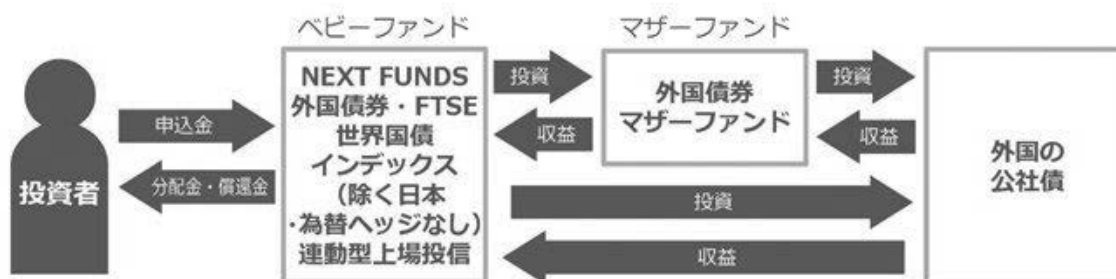 ベビーファンド
マザーファンド
投資者
申込金
分配金・償還金
NEXT FUNDS
外国債券・FTSE
世界国債
インデックス
（除く日本
・為替ヘッジなし）
連動型上場投信
投資
収益
外国債券
マザーファンド
投資
収益
投資
収益
外国の
公社債